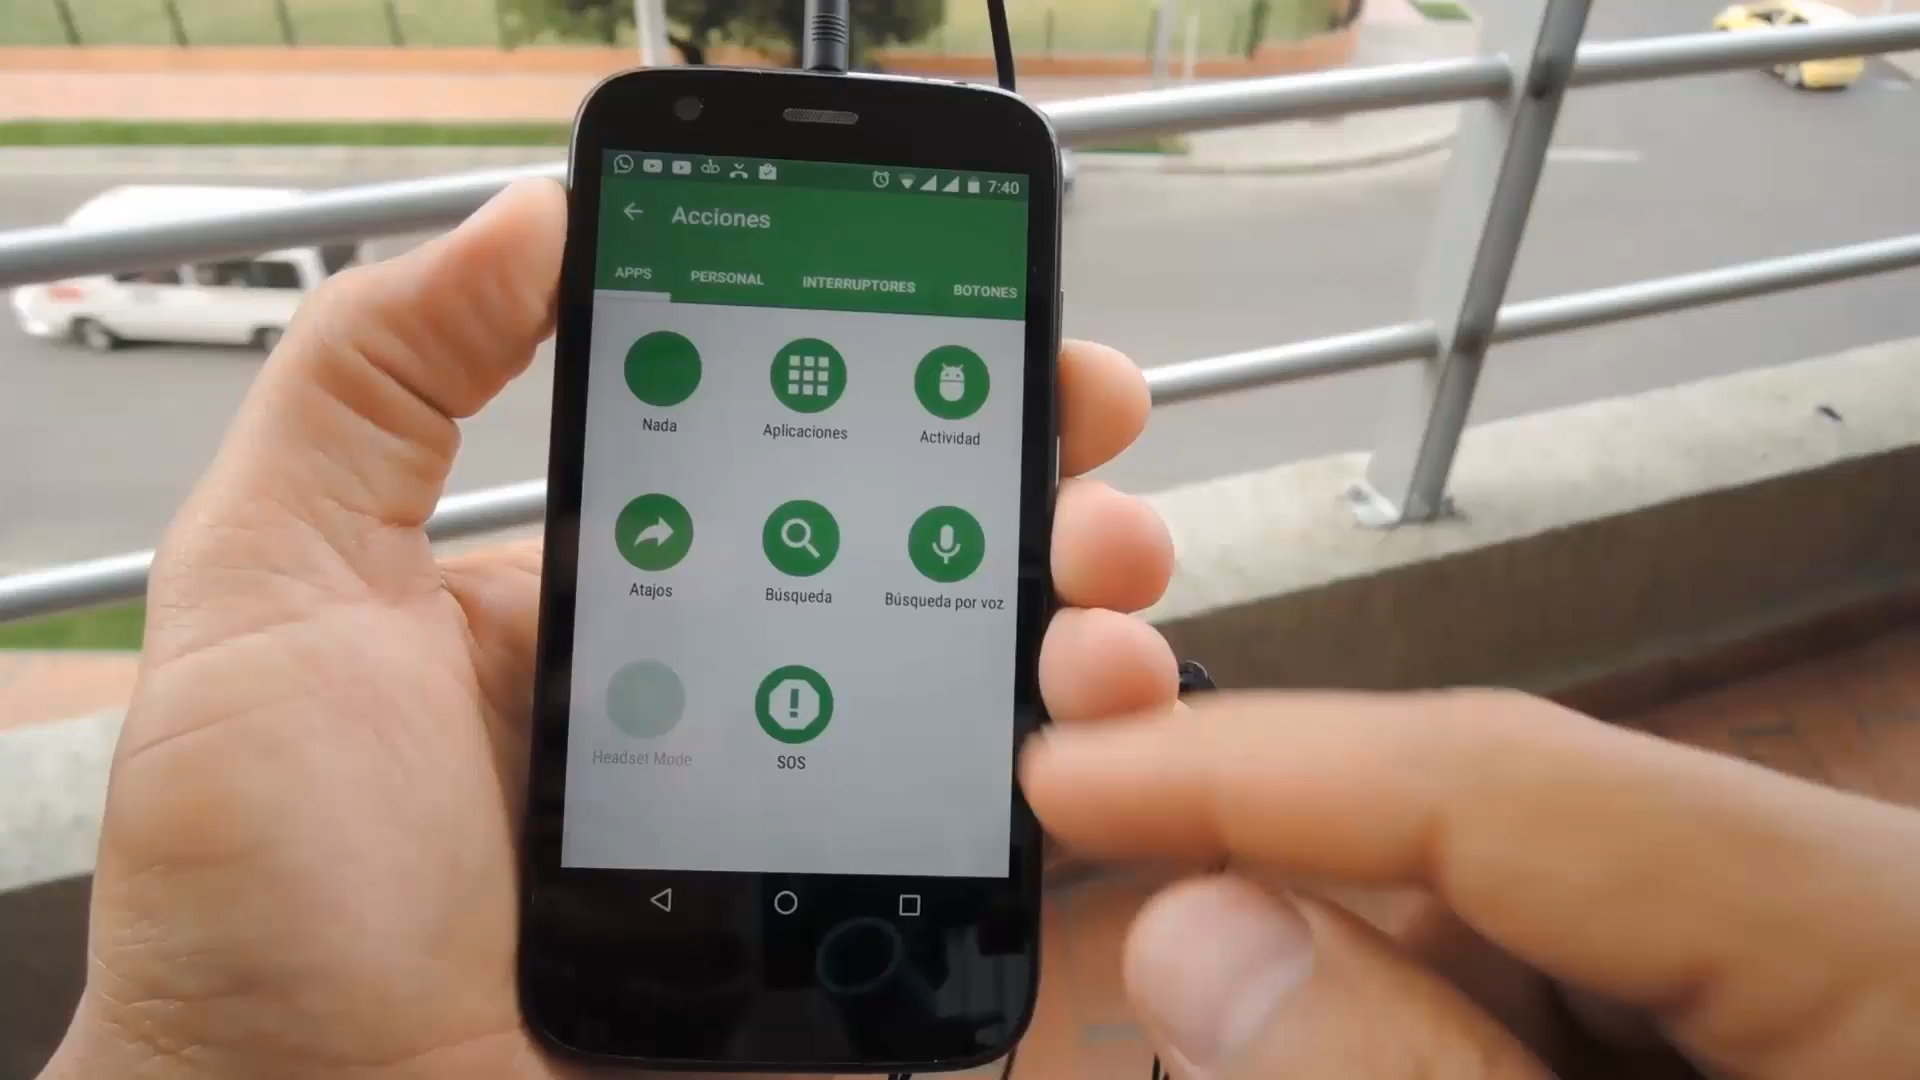 7:40
Acciones
APPS PERSONAL INTERRUPTORES BOTONES
Nada Aplicaciones Actividad
Atajos Búsqueda Búsqueda por voz
Headset Mode SOS